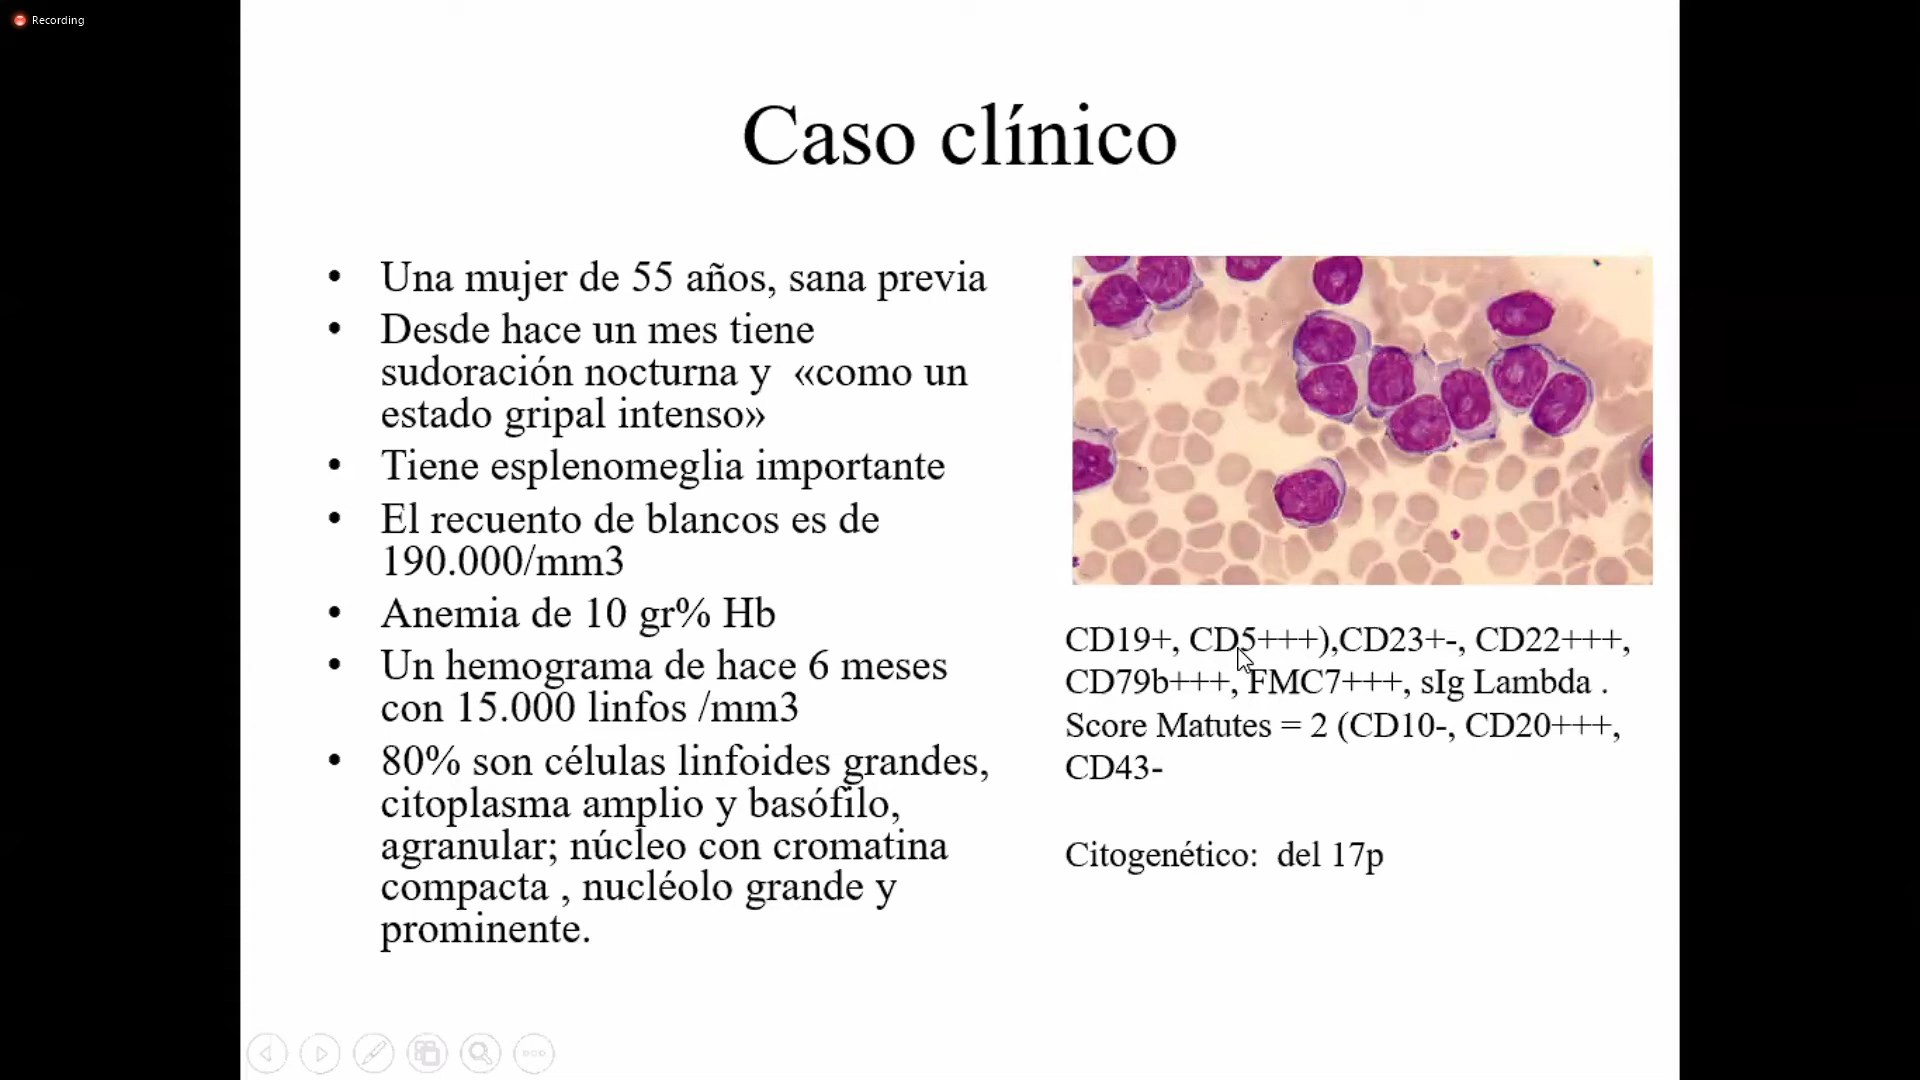 Recording
Caso clínico
• Una mujer de 55 años, sana previa
• Desde hace un mes tiene
sudoración nocturna y «como un
estado gripal intenso»
• Tiene esplenomeglia importante
• El recuento de blancos es de
190.000/mm3
• Anemia de 10 gr% Hb
• Un hemograma de hace 6 meses
con 15.000 linfos /mm3
• 80% son células linfoides grandes,
citoplasma amplio y basófilo,
agranular; núcleo con cromatina
compacta , nucléolo grande y
prominente.
CD19+, CD5+++),CD23+-, CD22+++,
CD79b+++, FMC7+++, sIg Lambda .
Score Matutes = 2 (CD10-, CD20+++,
CD43-
Citogenético: del 17p